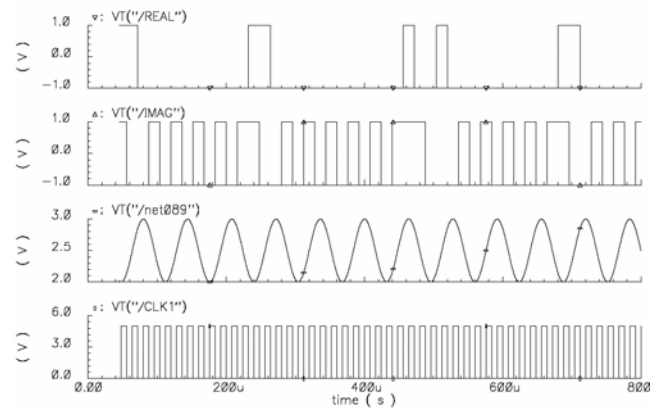 ▿: VT("/REAL")
1.0
0.0
-1.0
( V )
▵: VT("/IMAG")
1.0
0.0
-1.0
( V )
=: VT("/net089")
3.0
2.5
2.0
( V )
▫: VT("/CLK1")
6.0
3.0
0.0
( V )
0.00 200u 400u 600u 800
time ( s )